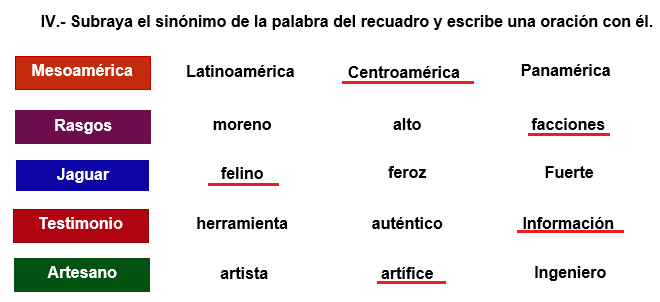 IV.- Subraya el sinónimo de la palabra del recuadro y escribe una oración con él.
Mesoamérica Latinoamérica Centroamérica Panamérica
Rasgos moreno alto facciones
Jaguar felino feroz Fuerte
Testimonio herramienta auténtico Información
Artesano artista artífice Ingeniero